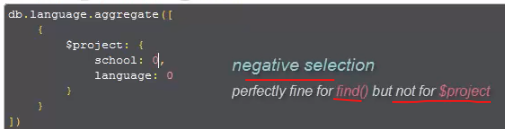 db.language.aggregate([
{
$project: {
school: 0,
language: 0
}
}
])
negative selection
perfectly fine for find() but not for $project